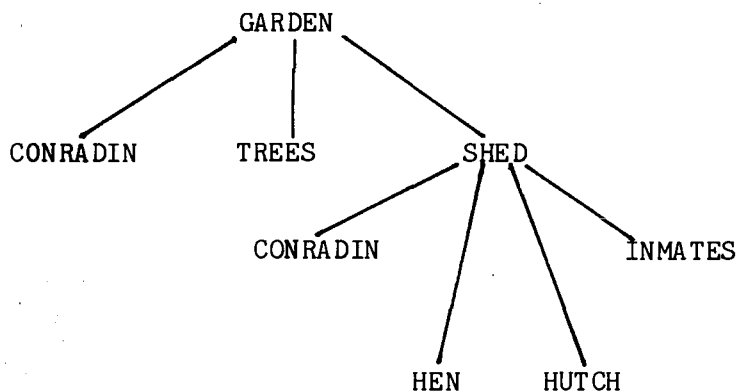 GARDEN
CONRADIN TREES SHED
CONRADIN INMATES
HEN HUTCH